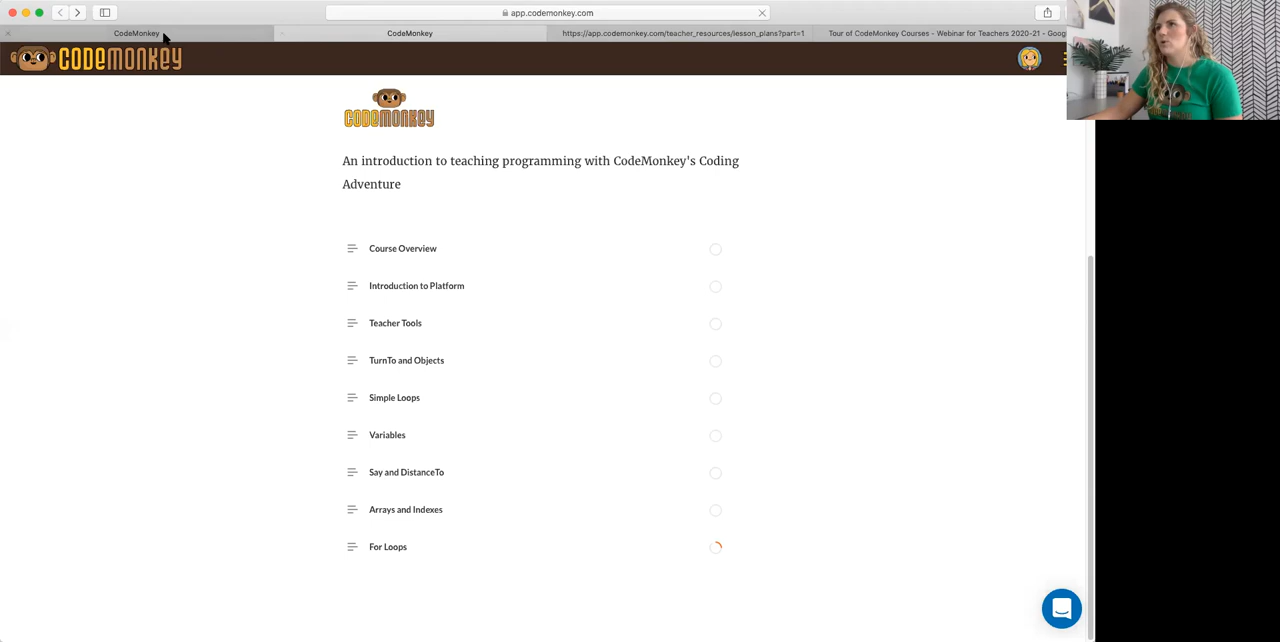 app.codemonkey.com
CodeMonkey
CodeMonkey
https://app.codemonkey.com/teacher_resources/lesson_plans?part=1
Tour of CodeMonkey Courses - Webinar for Teachers 2020-21 - Goog
CODEMONKEY
CODEMONKEY
An introduction to teaching programming with CodeMonkey's Coding
Adventure
Course Overview
Introduction to Platform
Teacher Tools
TurnTo and Objects
Simple Loops
Variables
Say and DistanceTo
Arrays and Indexes
For Loops